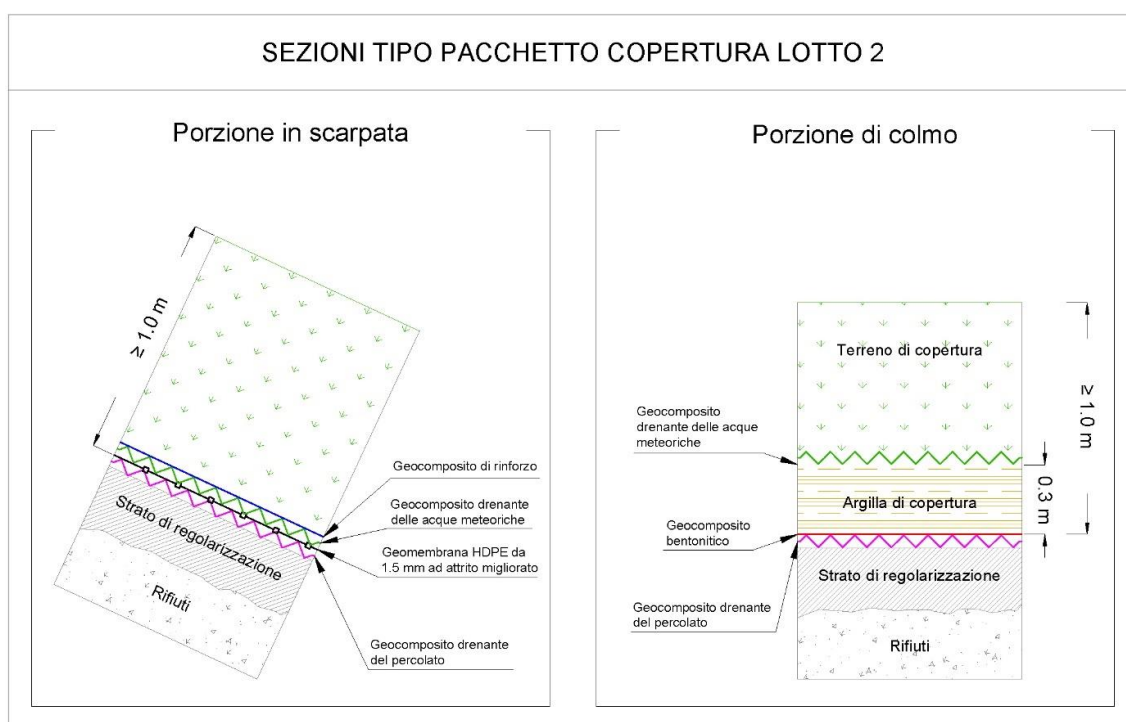 SEZIONI TIPO PACCHETTO COPERTURA LOTTO 2
Porzione in scarpata
≥ 1.0 m
Geocomposito di rinforzo
Geocomposito drenante
delle acque meteoriche
Geomembrana HDPE da
1.5 mm ad attrito migliorato
Strato di regolarizzazione
Rifiuti
Geocomposito drenante
del percolato
Porzione di colmo
Terreno di copertura
≥ 1.0 m
Geocomposito
drenante delle acque
meteoriche
0.3 m
Argilla di copertura
Geocomposito
bentonitico
Strato di regolarizzazione
Geocomposito drenante
del percolato
Rifiuti